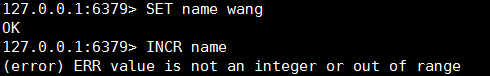 127.0.0.1:6379> SET name wang
OK
127.0.0.1:6379> INCR name
(error) ERR value is not an integer or out of range